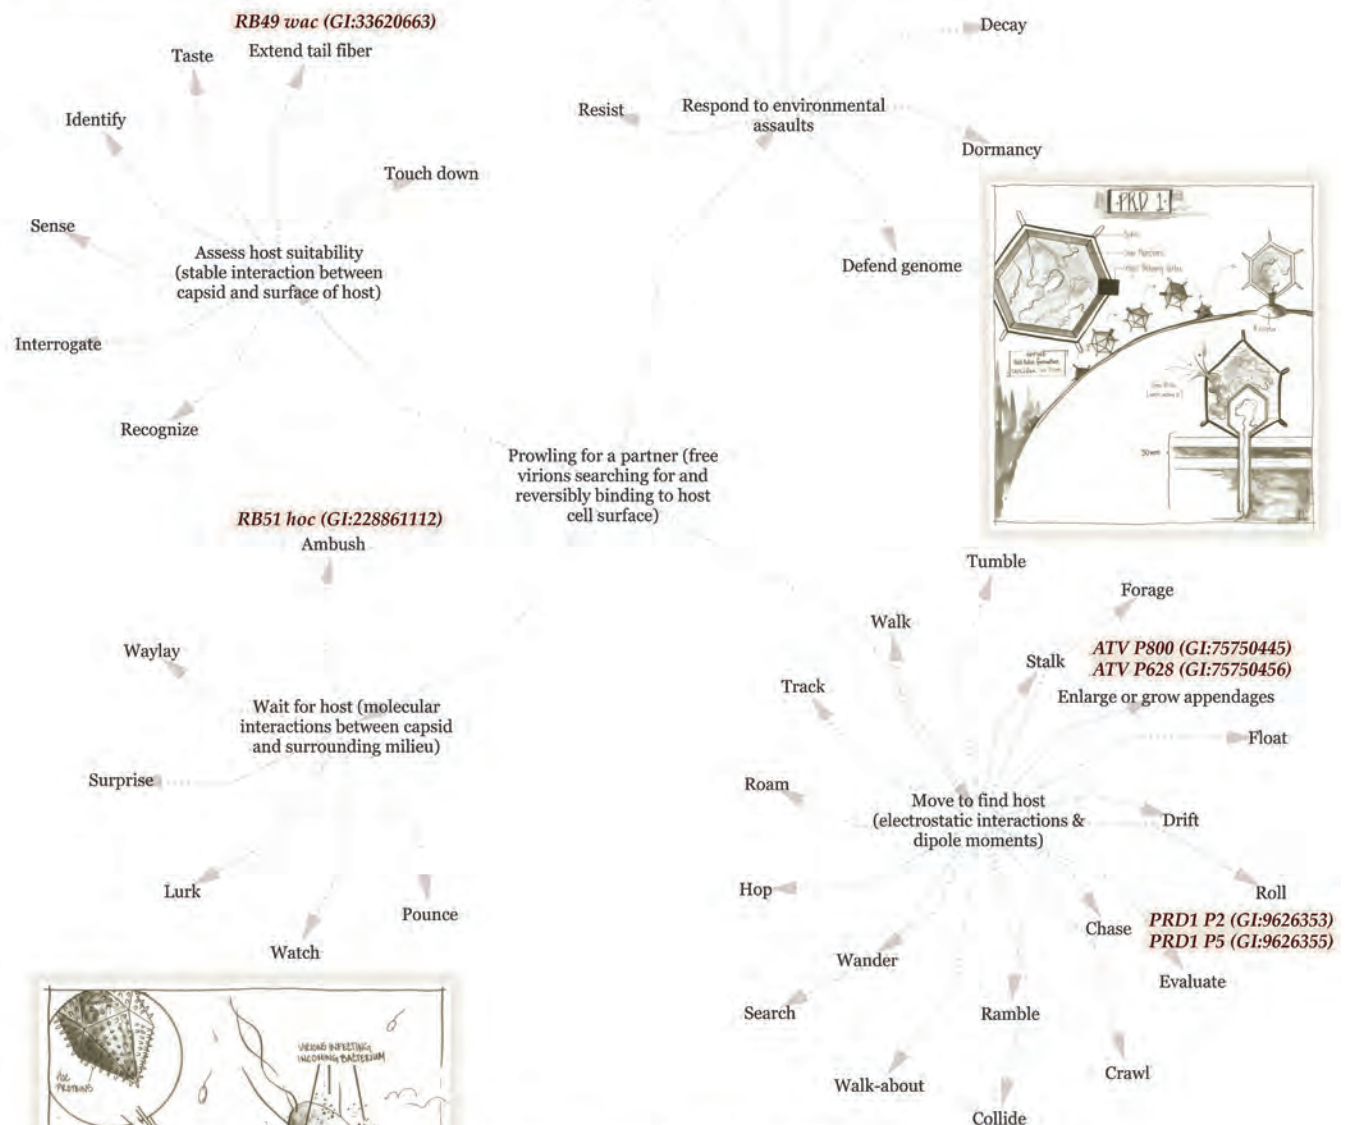 RB49 wac (GI:33620663)
Extend tail fiber
Taste
Identify
Touch down
Sense
Assess host suitability
(stable interaction between
capsid and surface of host)
Interrogate
Recognize
Decay
Resist
Respond to environmental
assaults
Dormancy
Defend genome
PRD 1
50nm
Prowling for a partner (free
virions searching for and
reversibly binding to host
cell surface)
RB51 hoc (GI:228861112)
Ambush
Waylay
Wait for host (molecular
interactions between capsid
and surrounding milieu)
Surprise
Lurk
Pounce
Watch
HOC
PROTEINS
VIRIONS INFECTING
INCOMING BACTERIUM
Tumble
Forage
Walk
Stalk
ATV P800 (GI:75750445)
ATV P628 (GI:75750456)
Enlarge or grow appendages
Track
Float
Roam
Move to find host
(electrostatic interactions &
dipole moments)
Drift
Hop
Roll
Chase
PRD1 P2 (GI:9626353)
PRD1 P5 (GI:9626355)
Evaluate
Wander
Search
Ramble
Crawl
Walk-about
Collide